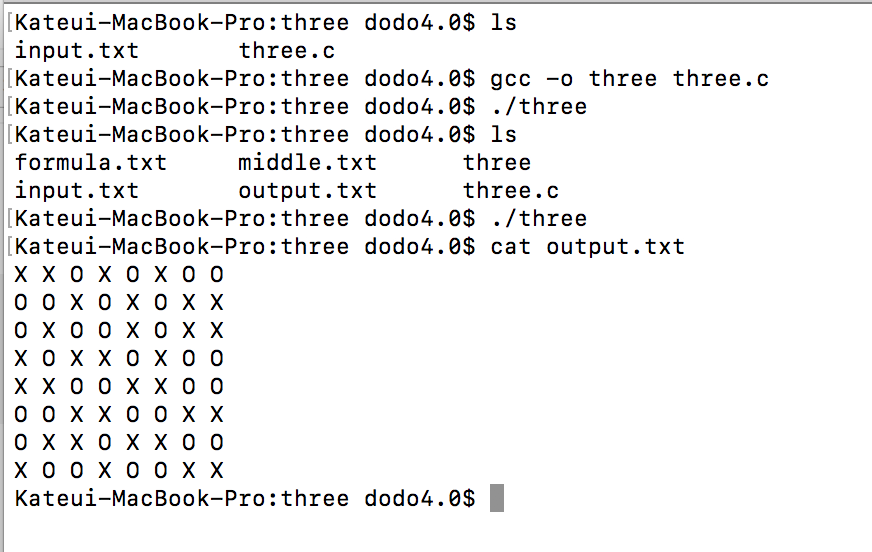 [Kateui-MacBook-Pro:three dodo4.0$ ls
input.txt       three.c
[Kateui-MacBook-Pro:three dodo4.0$ gcc -o three three.c
[Kateui-MacBook-Pro:three dodo4.0$ ./three
[Kateui-MacBook-Pro:three dodo4.0$ ls
formula.txt     middle.txt      three
input.txt       output.txt      three.c
[Kateui-MacBook-Pro:three dodo4.0$ ./three
[Kateui-MacBook-Pro:three dodo4.0$ cat output.txt
X X O X O X O O
O O X O X O X X
O X O O X O X X
X O X X O X O O
X X O O X X O O
O O X X O O X X
O X X O X X O O
X O O X O O X X
Kateui-MacBook-Pro:three dodo4.0$